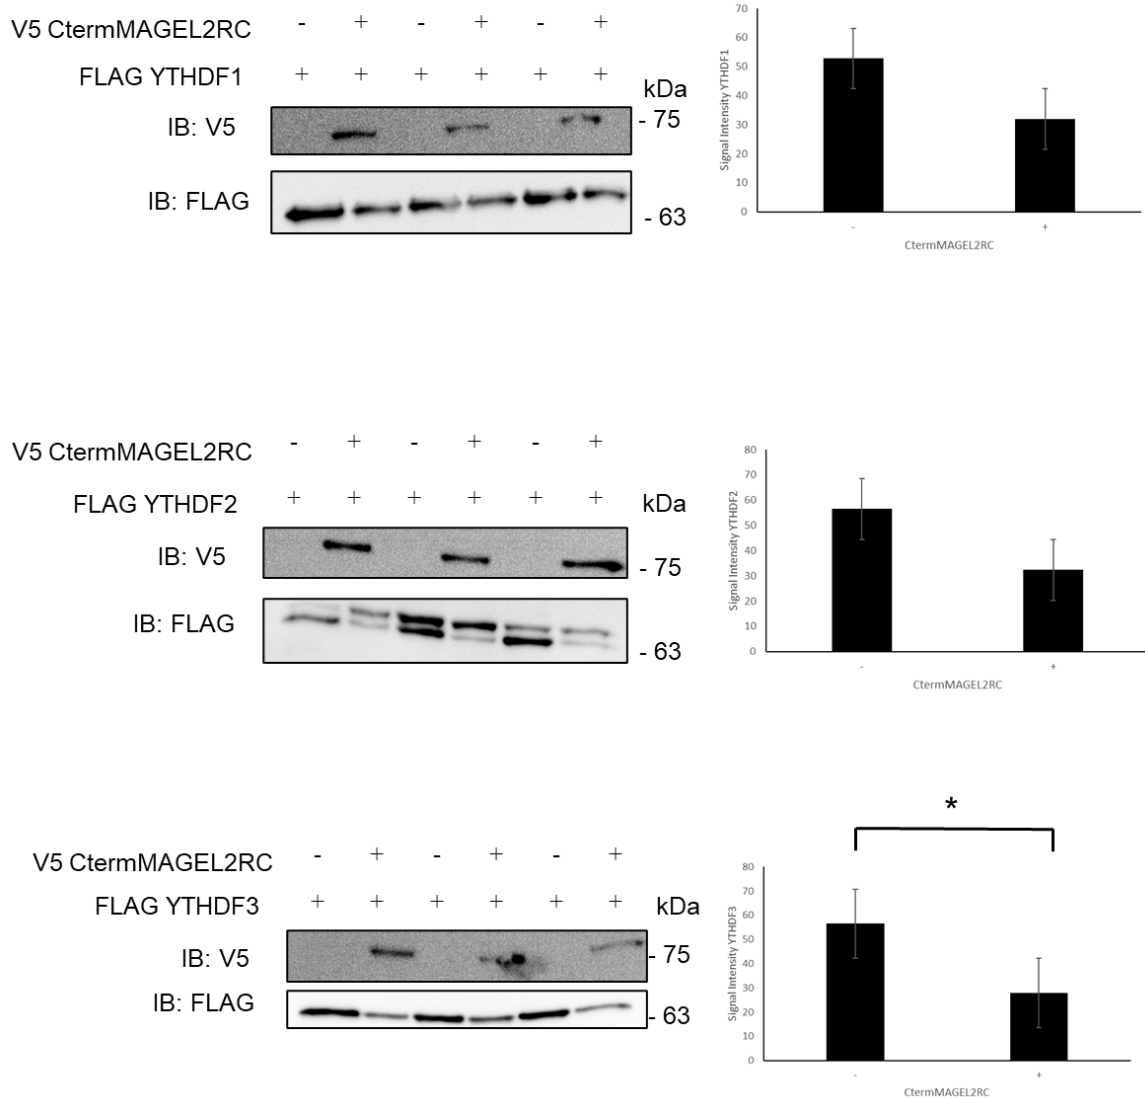 V5 CtermMAGEL2RC - + - + - +
FLAG YTHDF1 + + + + + +
kDa
IB: V5
- 75
IB: FLAG
- 63
Signal Intensity YTHDF1
70
60
50
40
30
20
10
0
- +
CtermMAGEL2RC
V5 CtermMAGEL2RC - + - + - +
FLAG YTHDF2 + + + + + + kDa
IB: V5
- 75
IB: FLAG
- 63
Signal Intensity YTHDF2
80
70
60
50
40
30
20
10
0
- +
CtermMAGEL2RC
V5 CtermMAGEL2RC - + - + - +
FLAG YTHDF3 + + + + + + kDa
IB: V5
- 75
IB: FLAG
- 63
*
Signal Intensity YTHDF3
80
70
60
50
40
30
20
10
0
- +
CtermMAGEL2RC